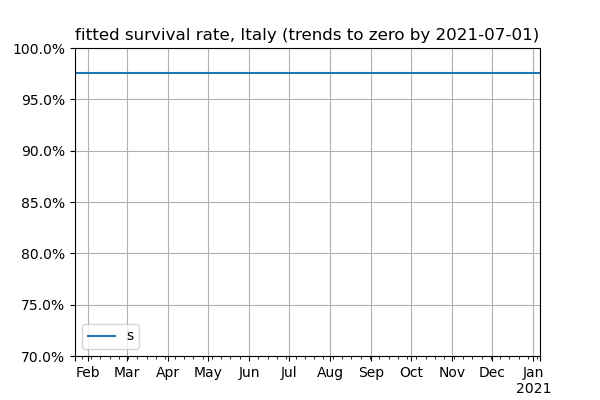 fitted survival rate, Italy (trends to zero by 2021-07-01)
100.0%
95.0%
90.0%
85.0%
80.0%
75.0%
70.0%
s
Feb Mar Apr May Jun Jul Aug Sep Oct Nov Dec Jan
2021